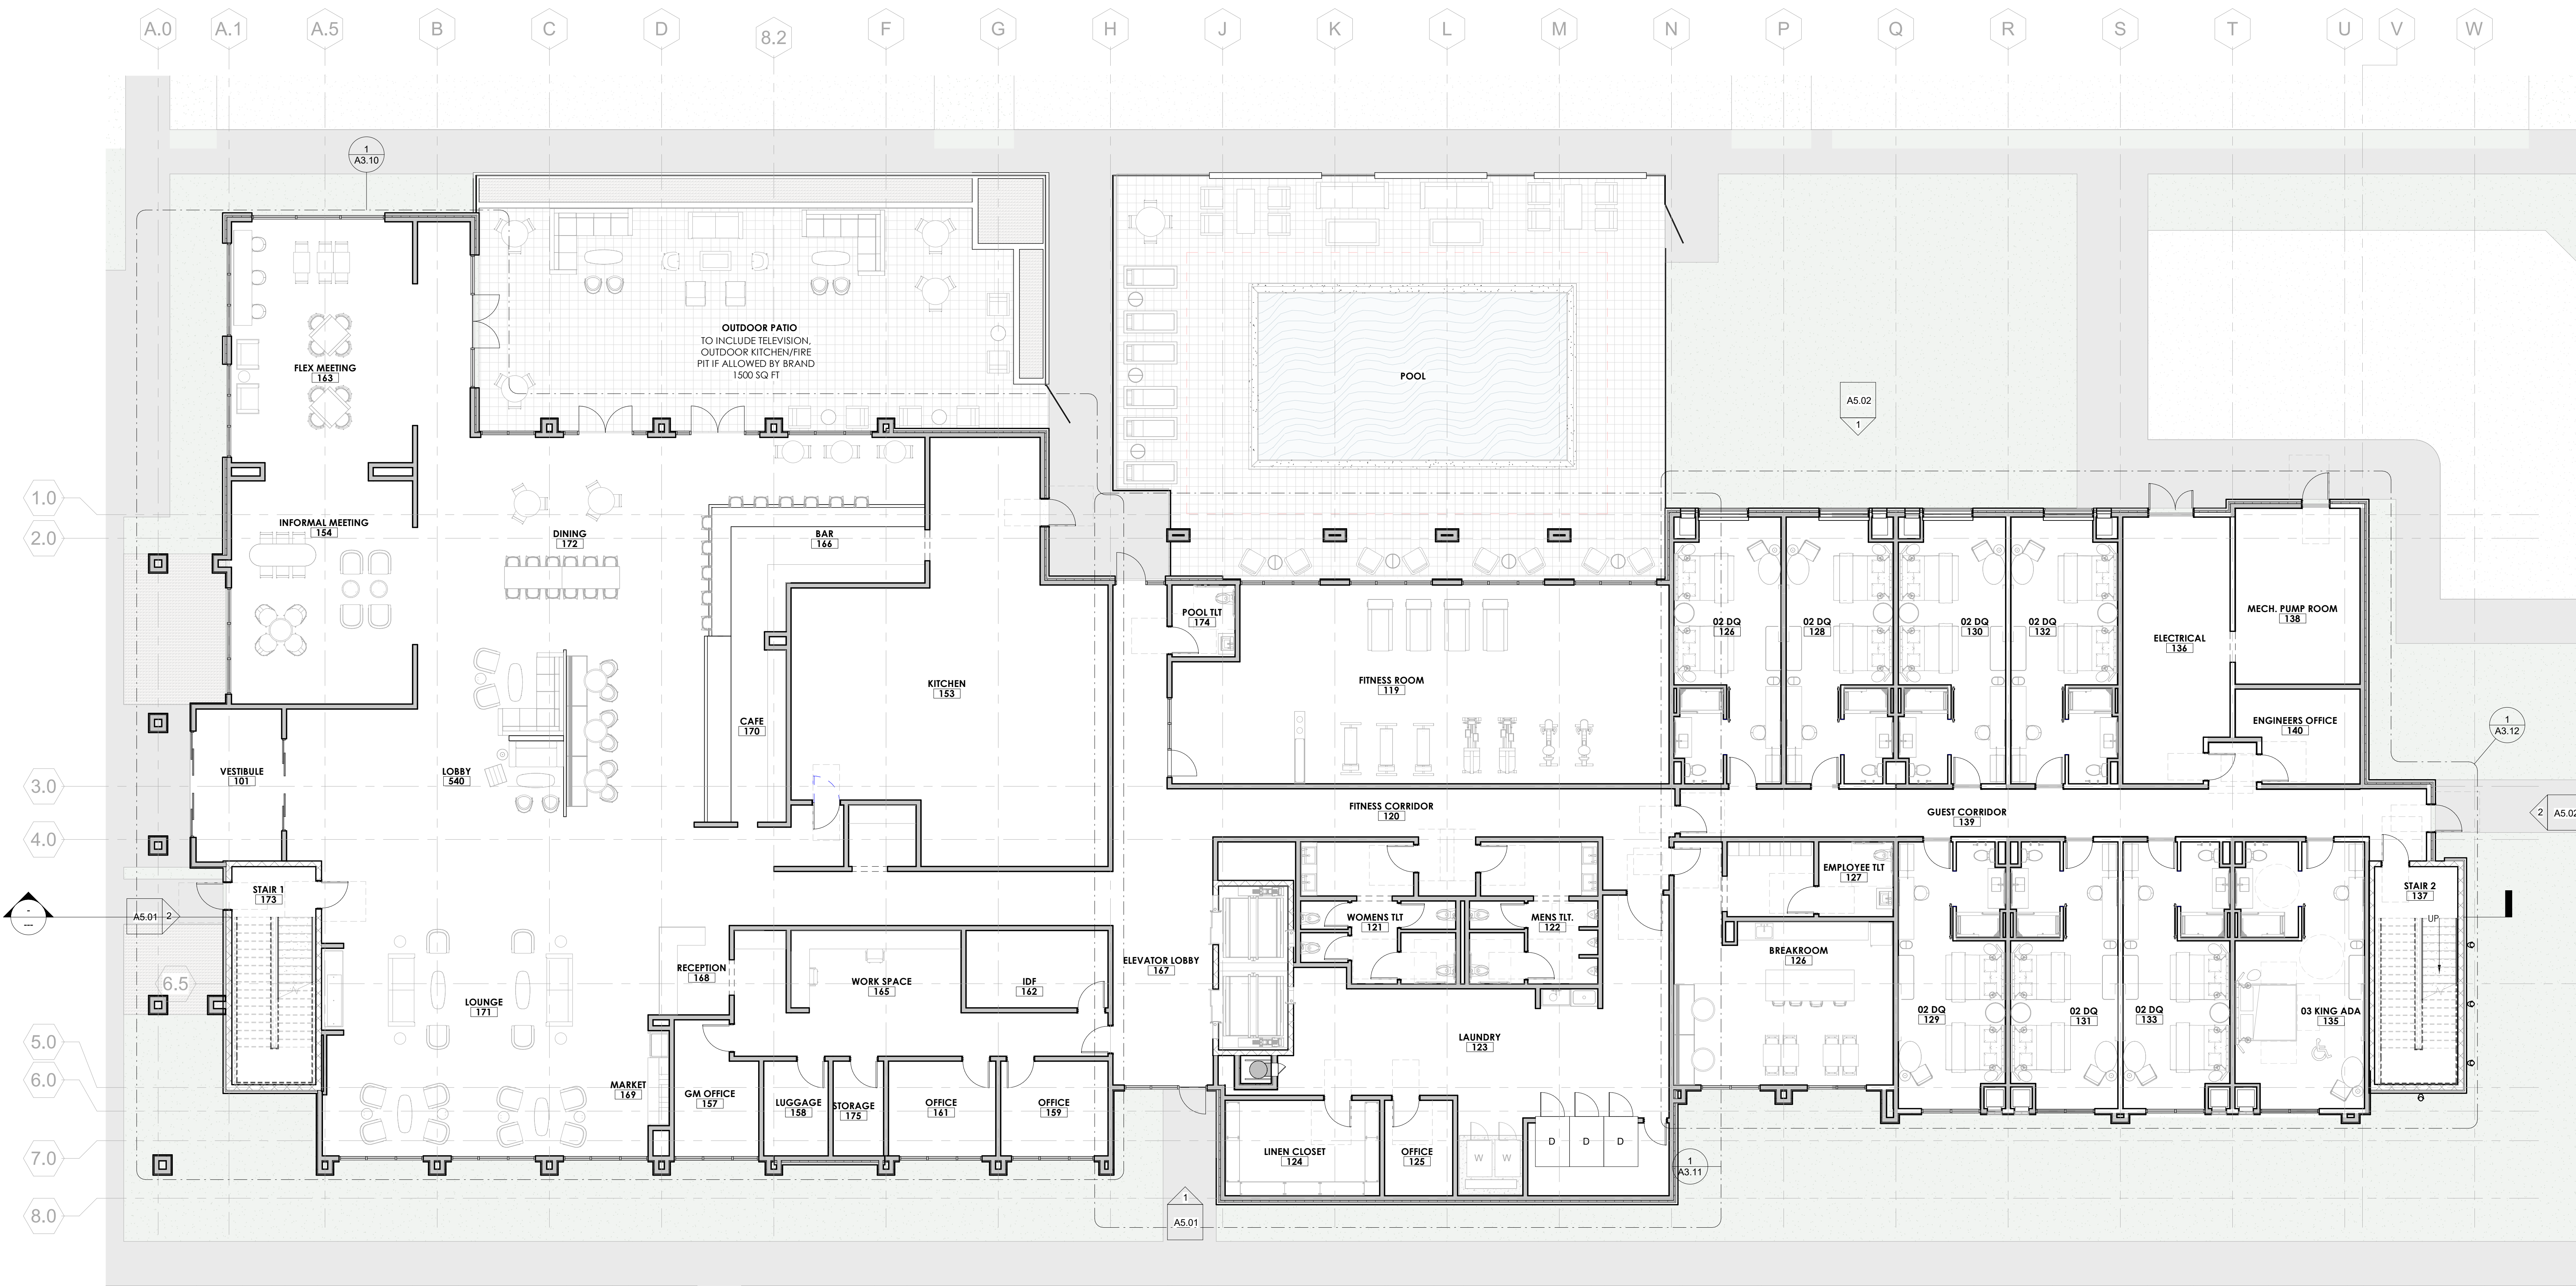 A.0 A.1 A.5 B C D 8.2 F G H J K L M N P Q R S T U V W
1
A3.10
OUTDOOR PATIO
TO INCLUDE TELEVISION,
OUTDOOR KITCHEN/FIRE
PIT IF ALLOWED BY BRAND
1500 SQ FT
FLEX MEETING
163
POOL
A5.02
1
1.0
2.0
INFORMAL MEETING
154
DINING
172
BAR
166
POOL TLT
174
02 DQ
126
02 DQ
128
02 DQ
130
02 DQ
132
MECH. PUMP ROOM
138
ELECTRICAL
136
KITCHEN
153
FITNESS ROOM
119
CAFE
170
ENGINEERS OFFICE
140
1
A3.12
VESTIBULE
101
LOBBY
540
3.0
FITNESS CORRIDOR
120
GUEST CORRIDOR
139
2 A5.02
4.0
EMPLOYEE TLT
127
STAIR 1
173
STAIR 2
137
-
---
A5.01 2
WOMENS TLT
121
MENS TLT.
122
UP
BREAKROOM
126
ELEVATOR LOBBY
167
RECEPTION
168
WORK SPACE
165
IDF
162
6.5
LOUNGE
171
02 DQ
129
02 DQ
131
02 DQ
133
03 KING ADA
135
5.0
LAUNDRY
123
6.0
MARKET
169
GM OFFICE
157
LUGGAGE
158
STORAGE
175
OFFICE
161
OFFICE
159
D D D
7.0
LINEN CLOSET
124
OFFICE
125
W W
1
A3.11
8.0
1
A5.01